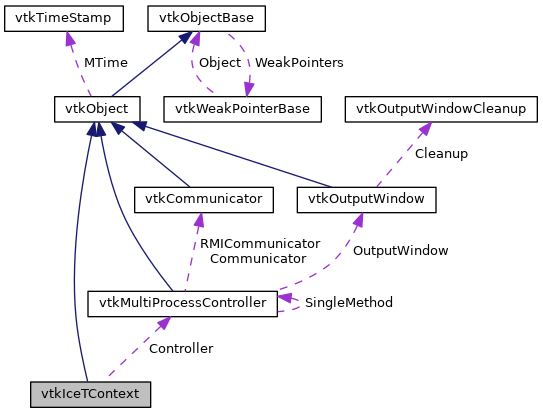 vtkTimeStamp
vtkObjectBase
MTime
Object
WeakPointers
vtkObject
vtkWeakPointerBase
vtkOutputWindowCleanup
Cleanup
vtkCommunicator
vtkOutputWindow
RMICommunicator
Communicator
OutputWindow
vtkMultiProcessController
SingleMethod
Controller
vtkIceTContext